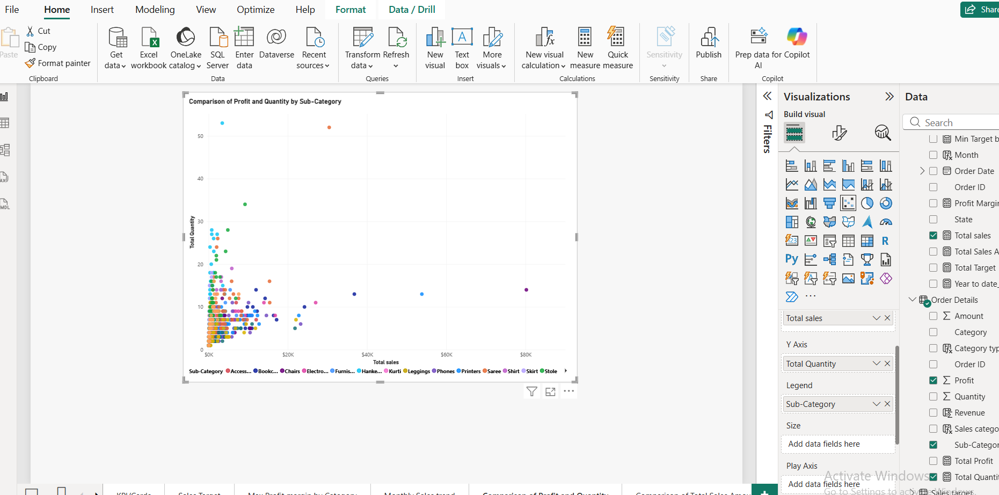 File Home Insert Modeling View Optimize Help Format Data / Drill Share
Paste
Cut
Copy
Format painter
Clipboard
Get data
Excel workbook
OneLake catalog
SQL Server
Enter data
Dataverse
Recent sources
Data
Transform data
Refresh
Queries
New visual
Text box
More visuals
Insert
New visual calculation
New measure
Quick measure
Calculations
Sensitivity
Sensitivity
Publish
Share
Prep data for AI
Copilot
Copilot
Comparison of Profit and Quantity by Sub-Category
50
40
30
20
10
0
Total Quantity
$0K $20K $40K $60K $80K
Total sales
Sub-Category Access... Bookc... Chairs Electro... Furnis... Hanke... Kurti Leggings Phones Printers Saree Shirt Skirt Stole
Filters
Visualizations
Build visual
123
R
Py
Total sales
Y Axis
Total Quantity
Legend
Sub-Category
Size
Add data fields here
Play Axis
Add data fields here
Data
Search
Min Target b
Month
Order Date
Order ID
Profit Margin
State
Total sales
Total Sales A
Total Target
Year to date_
Order Details
Amount
Category
Category typ
Order ID
Profit
Quantity
Revenue
Sales catego
Sub-Categor
Total Profit
Total Quantit
Sales target
Activate Windows
Go to Settings to activate Windows.
KPI/Cards
Sales Target
Max Profit margin by Category
Monthly Sales trend
Comparison of Profit and Quantity
Comparison of Total Sales Amou